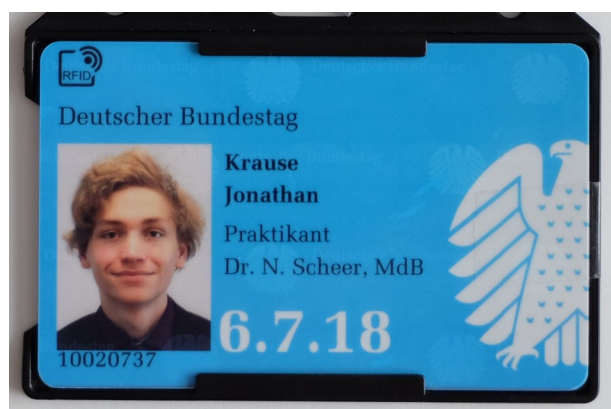 RFID
Deutscher Bundestag
Krause
Jonathan
Praktikant
Dr. N. Scheer, MdB
6.7.18
10020737